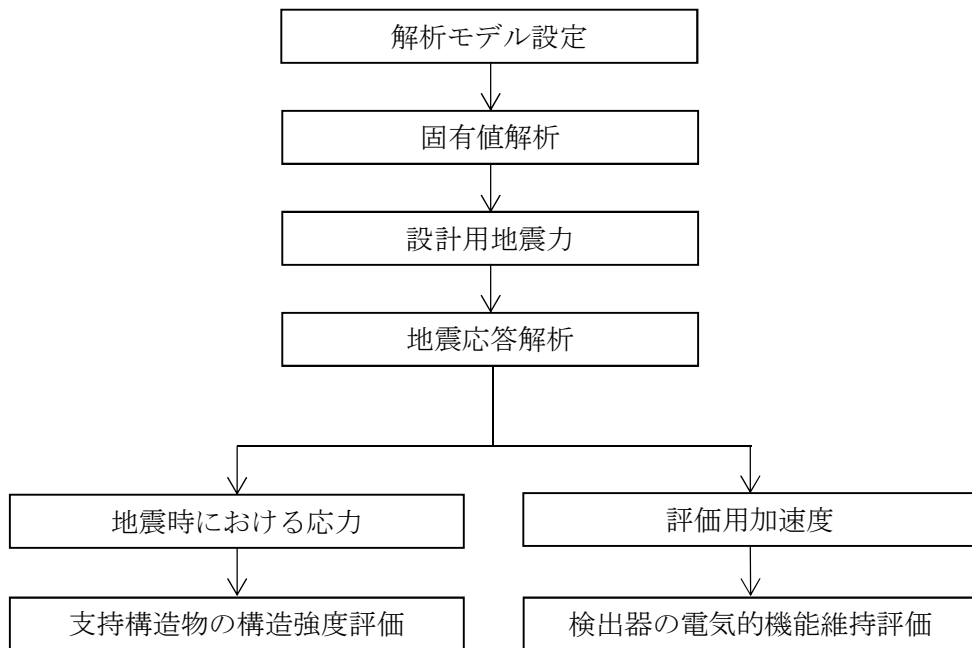 解析モデル設定
固有値解析
設計用地震力
地震応答解析
地震時における応力
評価用加速度
支持構造物の構造強度評価
検出器の電気的機能維持評価